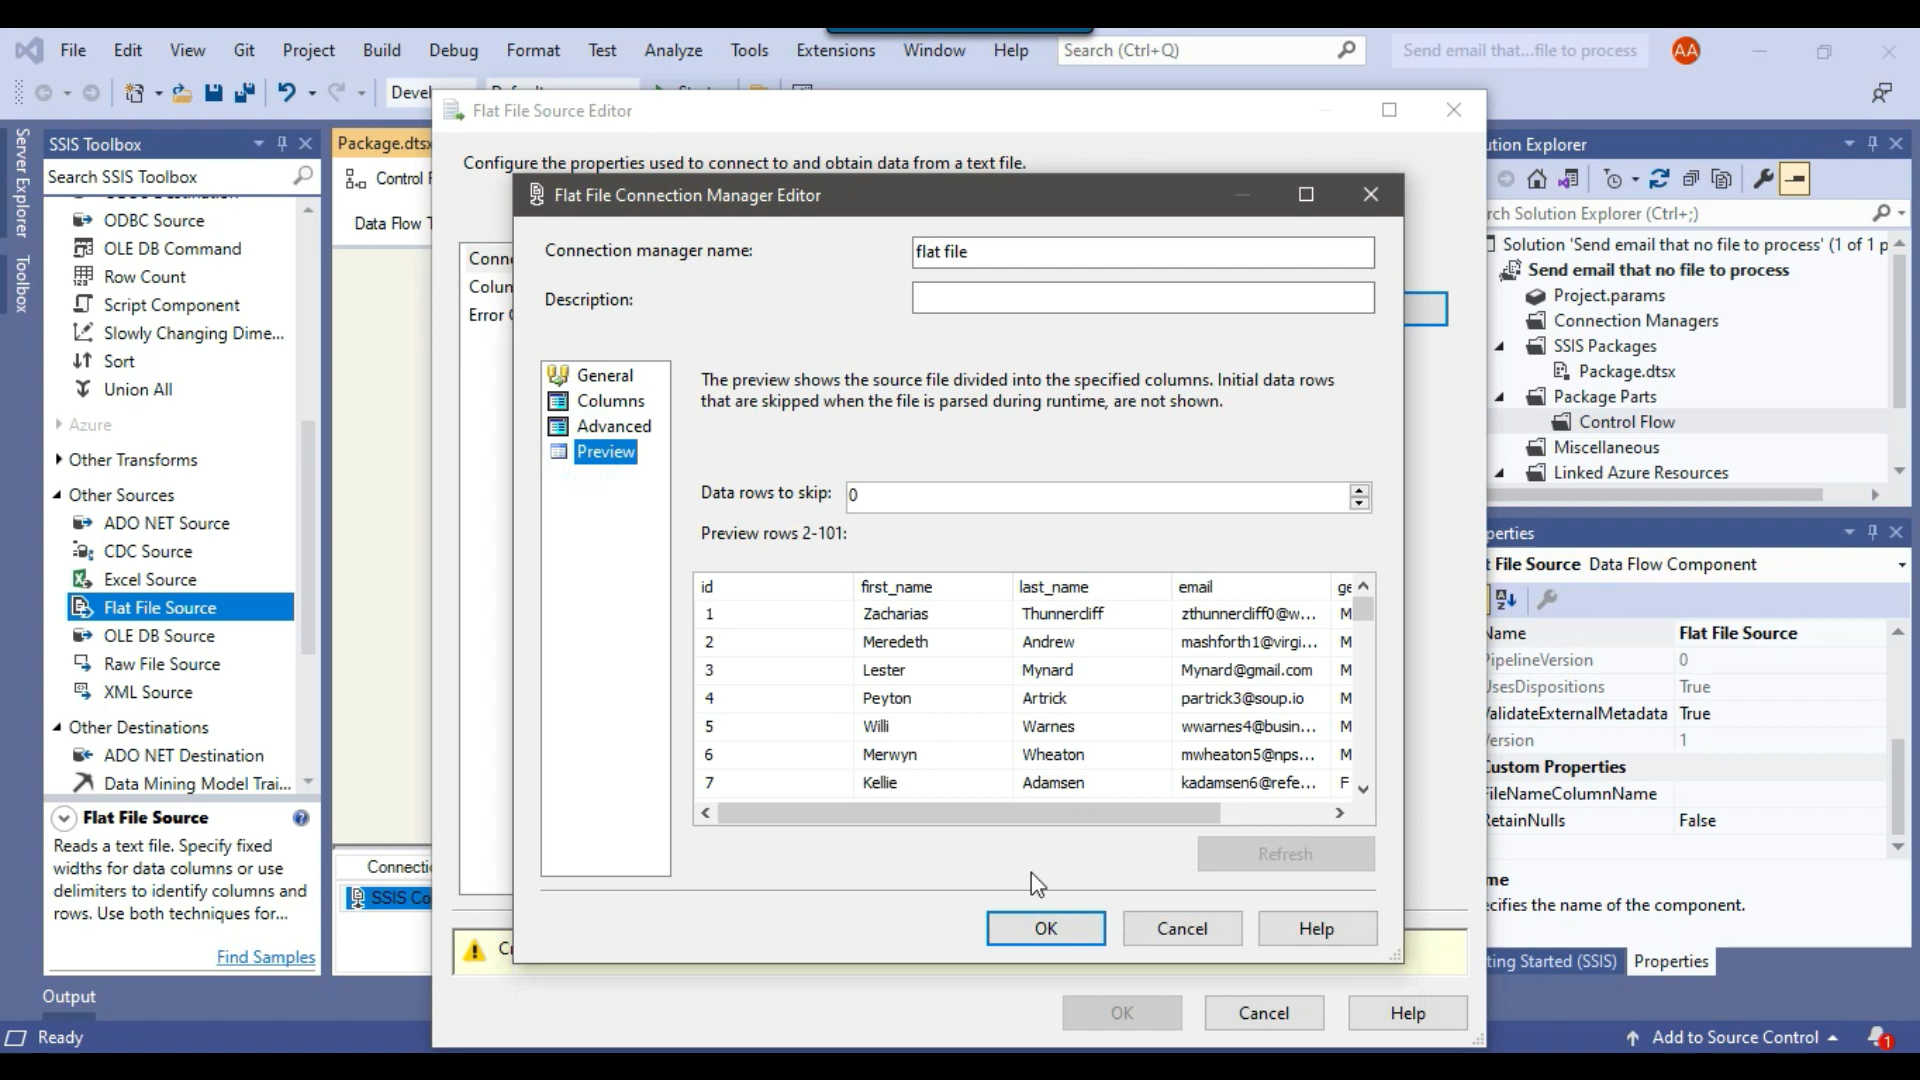 File Edit View Git Project Build Debug Format Test Analyze Tools Extensions Window Help Search (Ctrl+Q) Send email that...file to process AA
Devel
Flat File Source Editor
Configure the properties used to connect to and obtain data from a text file.
Server Explorer
Toolbox
SSIS Toolbox
Search SSIS Toolbox
ODBC Source
OLE DB Command
Row Count
Script Component
Slowly Changing Dime...
Sort
Union All
Azure
Other Transforms
Other Sources
ADO NET Source
CDC Source
Excel Source
Flat File Source
OLE DB Source
Raw File Source
XML Source
Other Destinations
ADO NET Destination
Data Mining Model Trai...
Flat File Source
Reads a text file. Specify fixed
widths for data columns or use
delimiters to identify columns and
rows. Use both techniques for...
Find Samples
Output
Ready
Package.dtsx
Control F
Data Flow T
Connecti
SSIS Co
Conne
Colun
Error O
Flat File Connection Manager Editor
Connection manager name: flat file
Description:
General
Columns
Advanced
Preview
The preview shows the source file divided into the specified columns. Initial data rows
that are skipped when the file is parsed during runtime, are not shown.
Data rows to skip: 0
Preview rows 2-101:
id first_name last_name email ge
1 Zacharias Thunnercliff zthunnercliff0@w... M
2 Meredeth Andrew mashforth1@virgi... M
3 Lester Mynard Mynard@gmail.com M
4 Peyton Artrick partrick3@soup.io M
5 Willi Warnes wwarnes4@busin... M
6 Merwyn Wheaton mwheaton5@nps... M
7 Kellie Adamsen kadamsen6@refe... F
Refresh
OK Cancel Help
OK Cancel Help
ution Explorer
rch Solution Explorer (Ctrl+;)
Solution 'Send email that no file to process' (1 of 1 p
Send email that no file to process
Project.params
Connection Managers
SSIS Packages
Package.dtsx
Package Parts
Control Flow
Miscellaneous
Linked Azure Resources
perties
t File Source Data Flow Component
Name Flat File Source
PipelineVersion 0
UsesDispositions True
ValidateExternalMetadata True
Version 1
Custom Properties
FileNameColumnName
RetainNulls False
me
ecifies the name of the component.
ting Started (SSIS) Properties
Add to Source Control 1